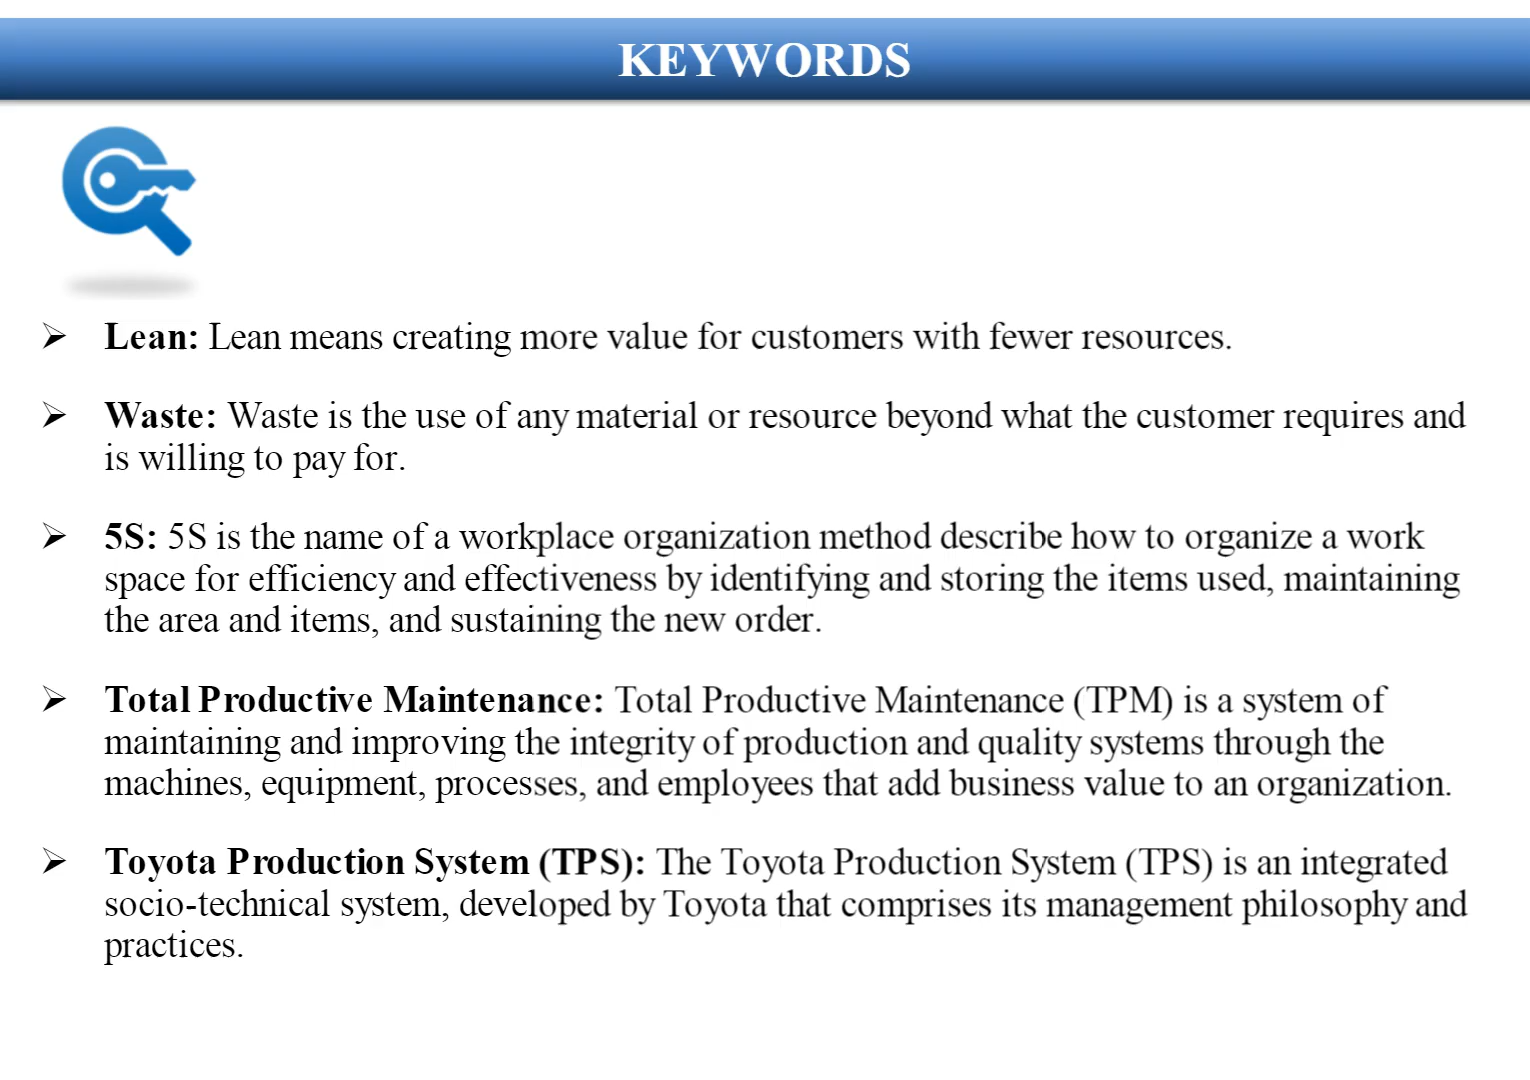 KEYWORDS
➢ Lean: Lean means creating more value for customers with fewer resources.
➢ Waste: Waste is the use of any material or resource beyond what the customer requires and
is willing to pay for.
➢ 5S: 5S is the name of a workplace organization method describe how to organize a work
space for efficiency and effectiveness by identifying and storing the items used, maintaining
the area and items, and sustaining the new order.
➢ Total Productive Maintenance: Total Productive Maintenance (TPM) is a system of
maintaining and improving the integrity of production and quality systems through the
machines, equipment, processes, and employees that add business value to an organization.
➢ Toyota Production System (TPS): The Toyota Production System (TPS) is an integrated
socio-technical system, developed by Toyota that comprises its management philosophy and
practices.